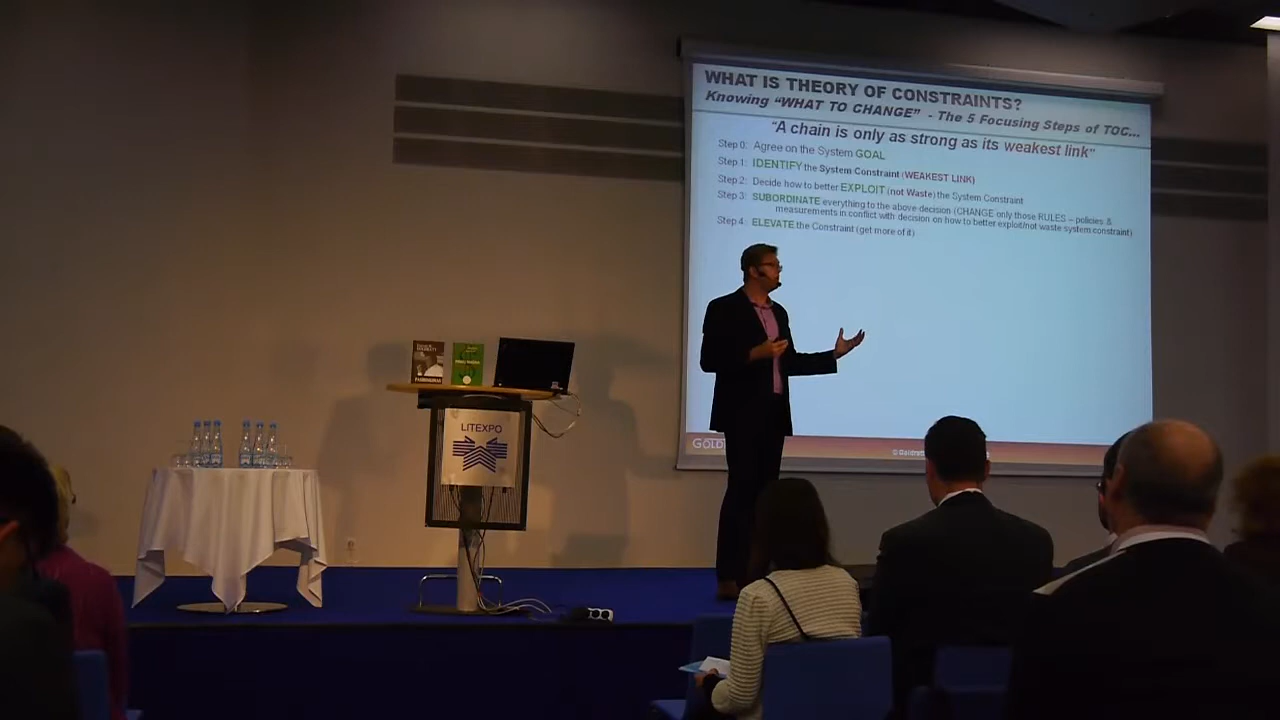 WHAT IS THEORY OF CONSTRAINTS?
Knowing “WHAT TO CHANGE” - The 5 Focusing Steps of TOC...
“A chain is only as strong as its weakest link”
Step 0: Agree on the System GOAL
Step 1: IDENTIFY the System Constraint (WEAKEST LINK)
Step 2: Decide how to better EXPLOIT (not Waste) the System Constraint
Step 3: SUBORDINATE everything to the above decision (CHANGE only those RULES – policies &
measurements in conflict with decision on how to better exploit/not waste system constraint)
Step 4: ELEVATE the Constraint (get more of it)
LITEXPO